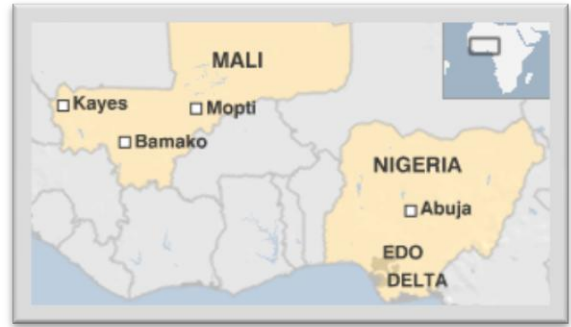 MALI
Kayes
Mopti
Bamako
NIGERIA
Abuja
EDO
DELTA